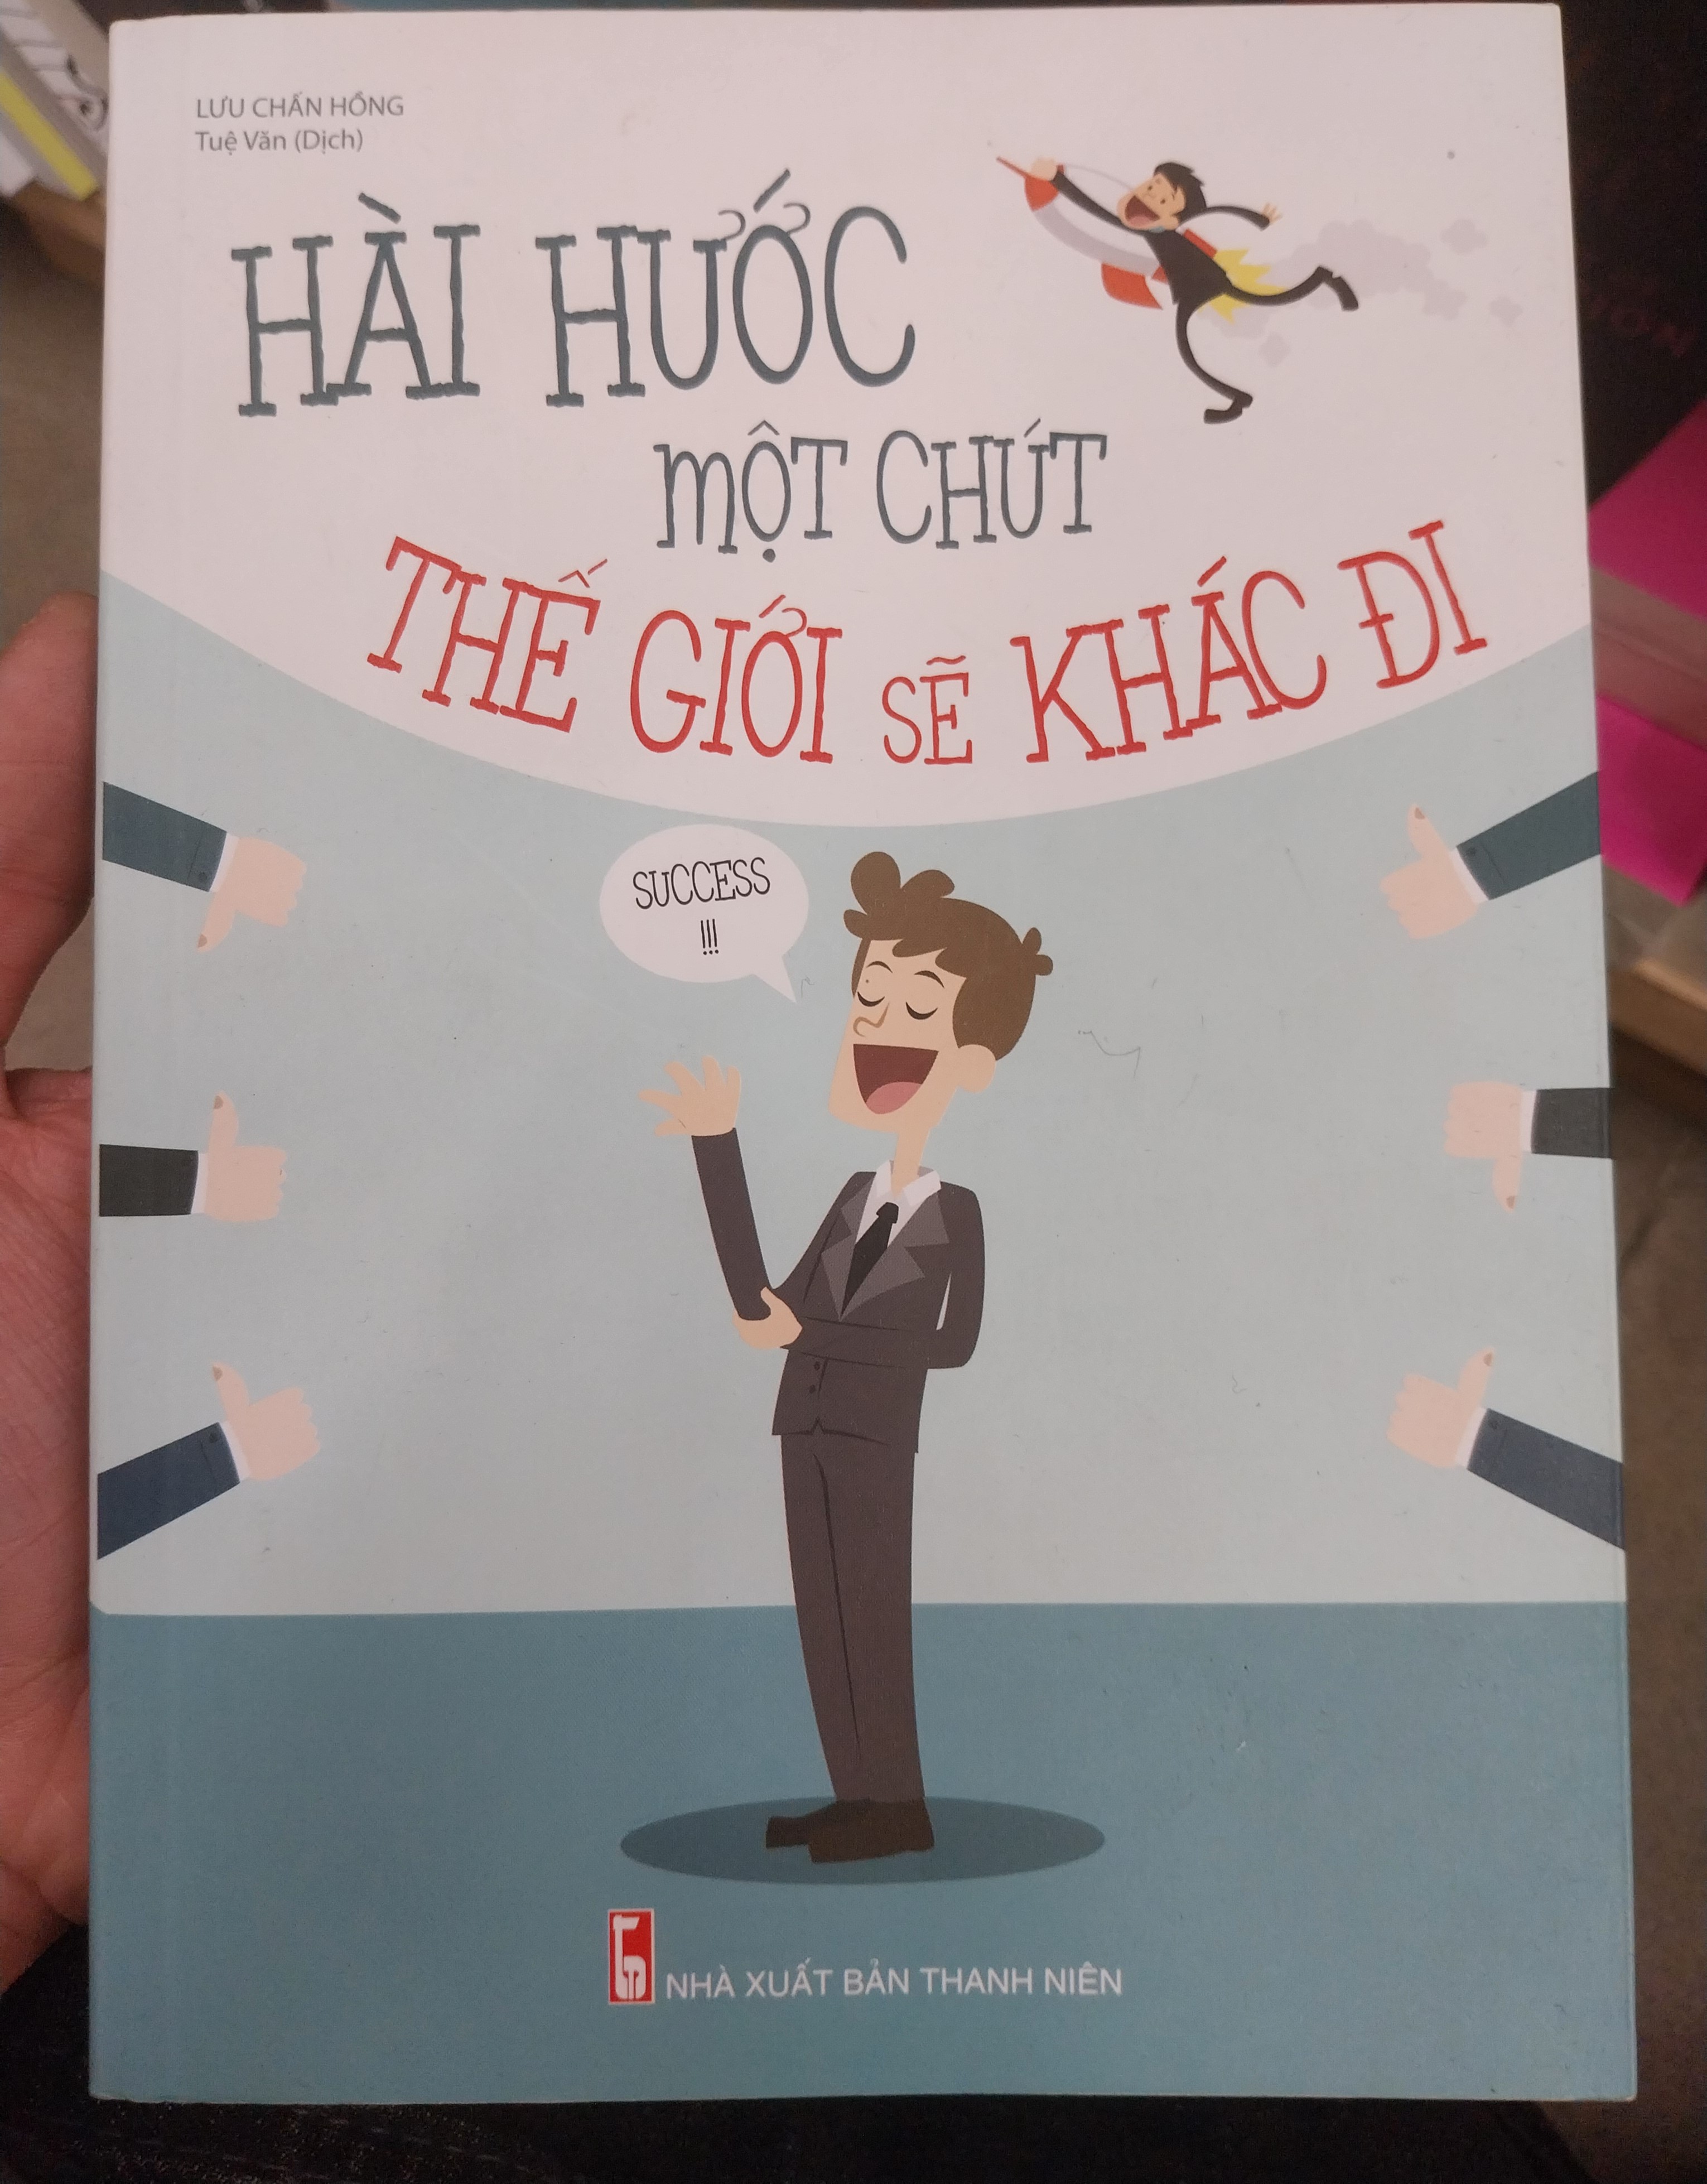 LƯU CHẤN HỒNG
Tuệ Văn (Dịch)
HÀI HƯỚC
MỘT CHÚT
THẾ GIỚI SẼ KHÁC ĐI
SUCCESS
!!!
NHÀ XUẤT BẢN THANH NIÊN